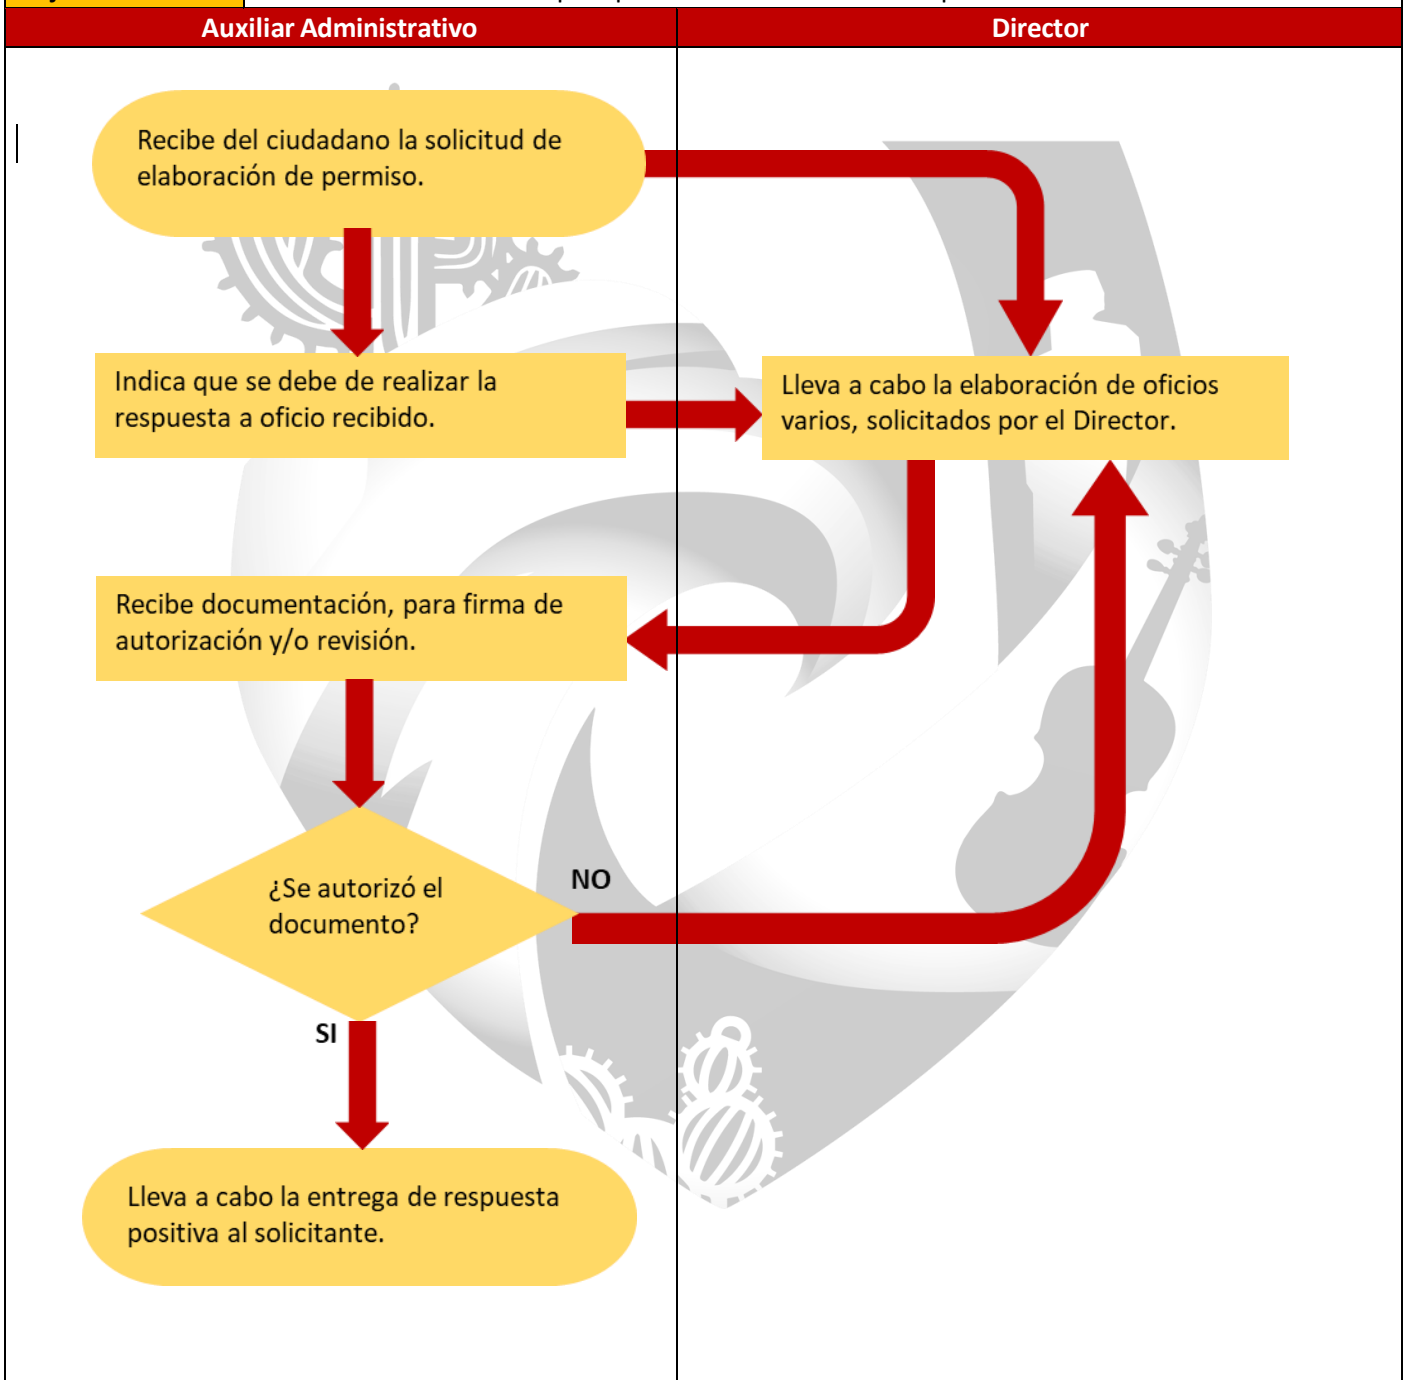 Auxiliar Administrativo
Director
Recibe del ciudadano la solicitud de
elaboración de permiso.
Indica que se debe de realizar la
respuesta a oficio recibido.
Lleva a cabo la elaboración de oficios
varios, solicitados por el Director.
Recibe documentación, para firma de
autorización y/o revisión.
¿Se autorizó el
documento?
NO
SI
Lleva a cabo la entrega de respuesta
positiva al solicitante.